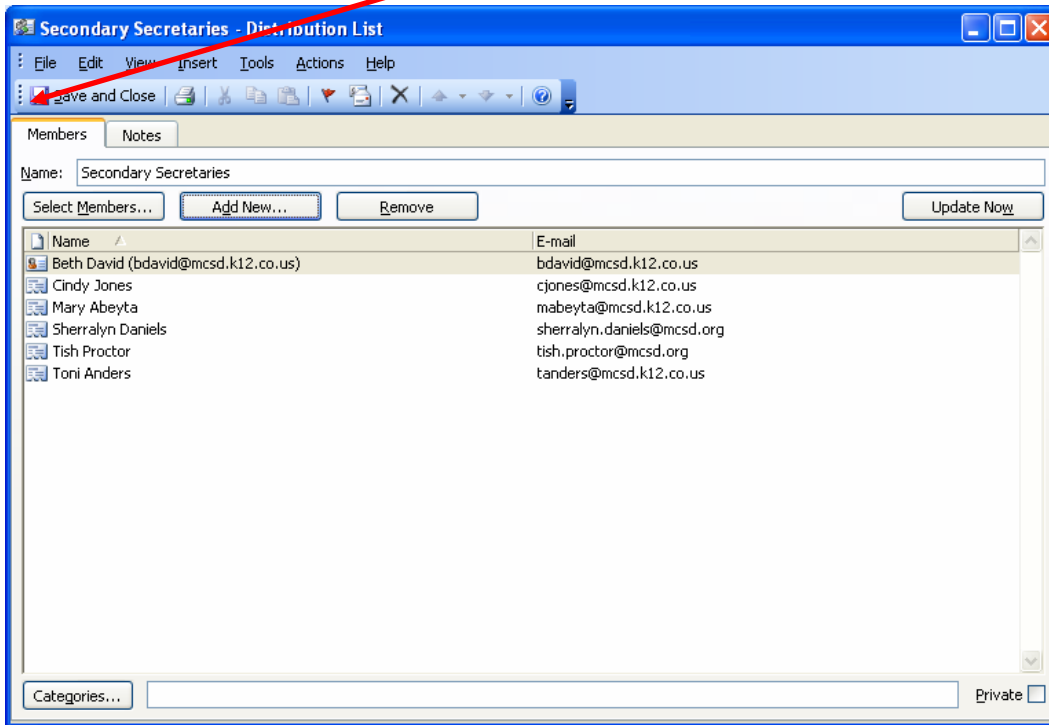 Secondary Secretaries - Distribution List
File Edit View Insert Tools Actions Help
Save and Close
Members Notes
Name: Secondary Secretaries
Select Members... Add New... Remove Update Now
Name E-mail
Beth David (bdavid@mcsd.k12.co.us) bdavid@mcsd.k12.co.us
Cindy Jones cjones@mcsd.k12.co.us
Mary Abeyta mabeyta@mcsd.k12.co.us
Sherralyn Daniels sherralyn.daniels@mcsd.org
Tish Proctor tish.proctor@mcsd.org
Toni Anders tanders@mcsd.k12.co.us
Categories... Private